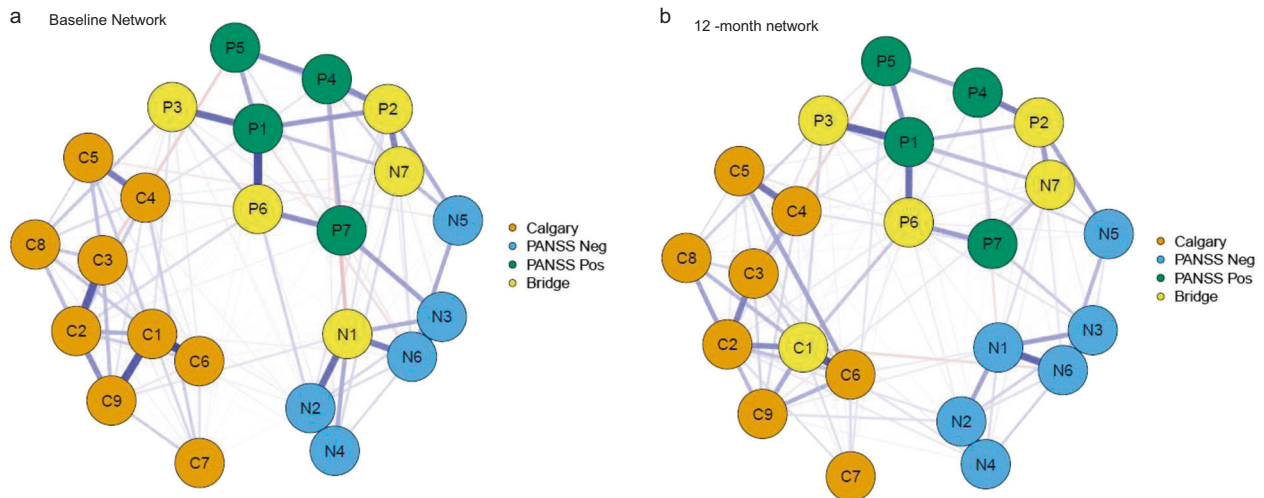 a
Baseline Network
P5
P4
P3
P2
P1
C5
N7
C4
P6
N5
P7
C8
C3
N3
C2
C1
N1
C6
N6
C9
N2
N4
C7
Calgary
PANSS Neg
PANSS Pos
Bridge
b
12 -month network
P5
P4
P3
P2
P1
C5
N7
C4
P6
N5
P7
C8
C3
N3
C2
C1
N1
C6
N6
C9
N2
N4
C7
Calgary
PANSS Neg
PANSS Pos
Bridge